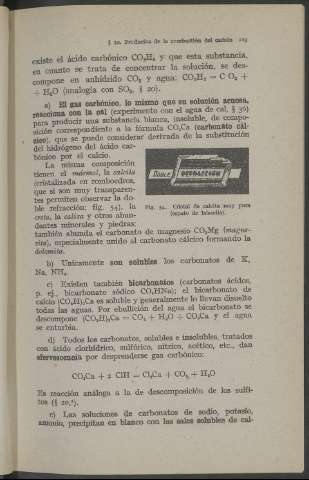 § 20. Productos de la combustión del carbón 125
existe el ácido carbónico CO₃H₂ y que esta substancia,
en cuanto se trata de concentrar la solución, se des-
compone en anhídrido CO₂ y agua: CO₃H₂ = C O₂ +
+ H₂O (analogía con SO₂, § 20).
a) El gas carbónico, lo mismo que su solución acuosa,
reacciona con la cal (experimento con el agua de cal, § 30)
para producir una substancia blanca, insoluble, de compo-
sición correspondiente a la fórmula CO₃Ca (carbonato cál-
cico), que se puede considerar derivada de la substitución
del hidrógeno del ácido car-
bónico por el calcio.
La misma composición
tienen el mármol, la calcita
(cristalizada en romboedros,
que si son muy transparen-
tes permiten observar la do-
ble refracción; fig. 54), la
creta, la caliza y otros abun-
dantes minerales y piedras;
DOBLE
Fig. 54. Cristal de calcita muy pura
(espato de Islandia).
también abunda el carbonato de magnesio CO₃Mg (magne-
sita), especialmente unido al carbonato cálcico formando la
dolomita.
b) Unicamente son solubles los carbonatos de K,
Na, NH₄
c) Existen también bicarbonatos (carbonatos ácidos,
p. ej., bicarbonato sódico CO₃HNa); el bicarbonato de
calcio (CO₃H)₂Ca es soluble y generalmente lo llevan disuelto
todas las aguas. Por ebullición del agua el bicarbonato se
descompone (CO₃H)₂Ca = CO₂ + H₂O + CO₃Ca y el agua
se enturbia.
d) Todos los carbonatos, solubles e insolubles, tratados
con ácido clorhídrico, sulfúrico, nítrico, acético, etc., dan
efervescencia por desprenderse gas carbónico:
CO₃Ca + 2 ClH = Cl₂Ca + CO₂ + H₂O
Es reacción análoga a la de descomposición de los sulfi-
tos (§ 20,²).
e) Las soluciones de carbonatos de sodio, potasio,
amonio, precipitan en blanco con las sales solubles de cal-